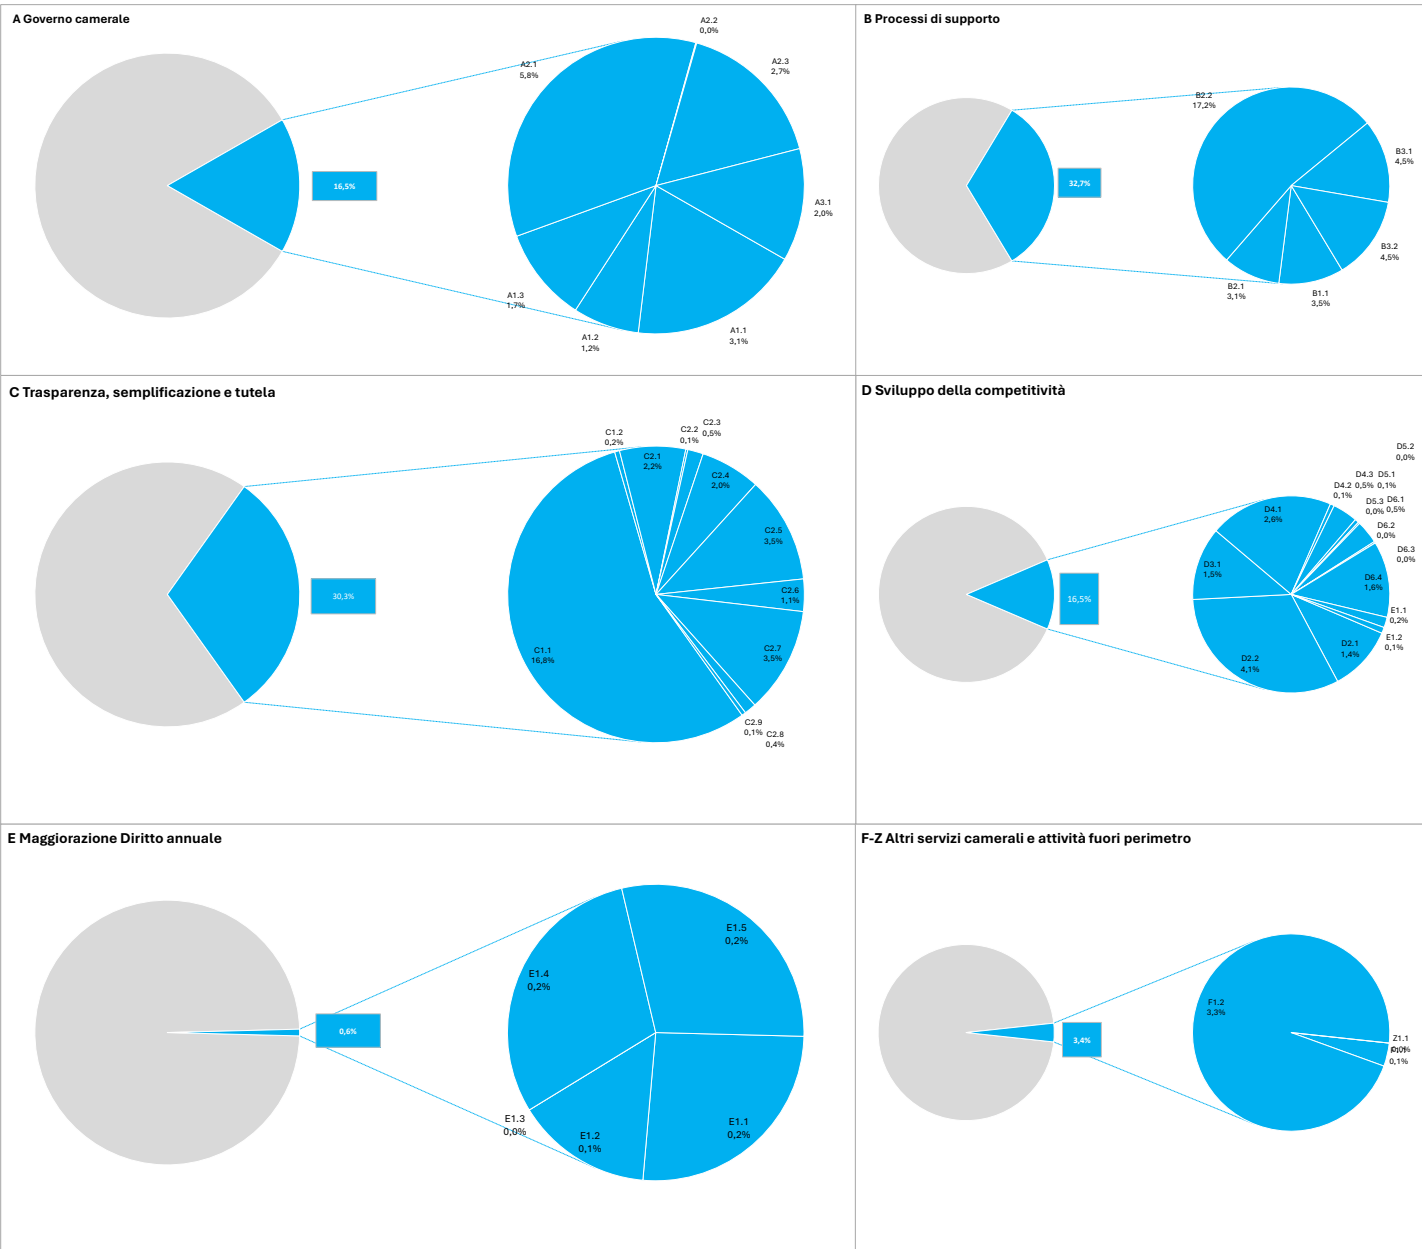 A Governo camerale
A2.2
0,0%
A2.1
5,8%
A2.3
2,7%
16,5%
A3.1
2,0%
A1.3
1,7%
A1.2
1,2%
A1.1
3,1%
B Processi di supporto
B2.2
17,2%
B3.1
4,5%
32,7%
B3.2
4,5%
B2.1
3,1%
B1.1
3,5%
C Trasparenza, semplificazione e tutela
C1.2
0,2%
C2.1
2,2%
C2.2
0,1%
C2.3
0,5%
C2.4
2,0%
C2.5
3,5%
C2.6
1,1%
30,3%
C1.1
16,8%
C2.7
3,5%
C2.9
0,1%
C2.8
0,4%
D Sviluppo della competitività
D5.2
0,0%
D4.3
0,5%
D5.1
0,1%
D4.2
0,1%
D5.3
0,0%
D6.1
0,5%
D4.1
2,6%
D6.2
0,0%
D6.3
0,0%
D3.1
1,5%
D6.4
1,6%
16,5%
E1.1
0,2%
E1.2
0,1%
D2.1
1,4%
D2.2
4,1%
E Maggiorazione Diritto annuale
E1.5
0,2%
E1.4
0,2%
0,6%
E1.3
0,0%
E1.2
0,1%
E1.1
0,2%
F-Z Altri servizi camerali e attività fuori perimetro
F1.2
3,3%
3,4%
Z1.1
0,1%